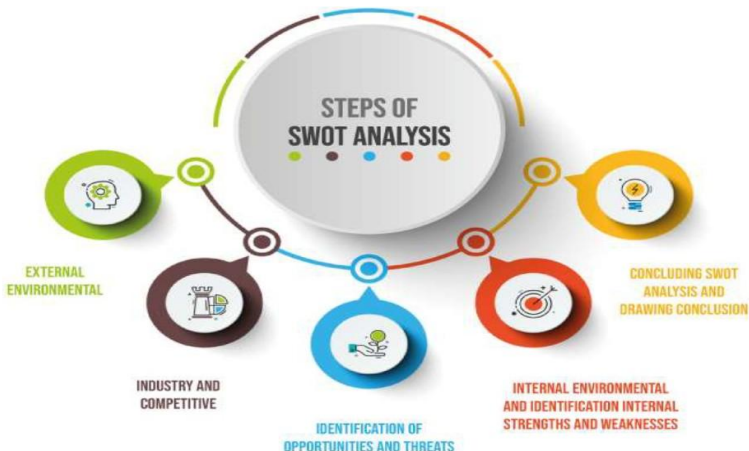 STEPS OF
SWOT ANALYSIS
EXTERNAL
ENVIRONMENTAL
INDUSTRY AND
COMPETITIVE
IDENTIFICATION OF
OPPORTUNITIES AND THREATS
INTERNAL ENVIRONMENTAL
AND IDENTIFICATION INTERNAL
STRENGTHS AND WEAKNESSES
CONCLUDING SWOT
ANALYSIS AND
DRAWING CONCLUSION